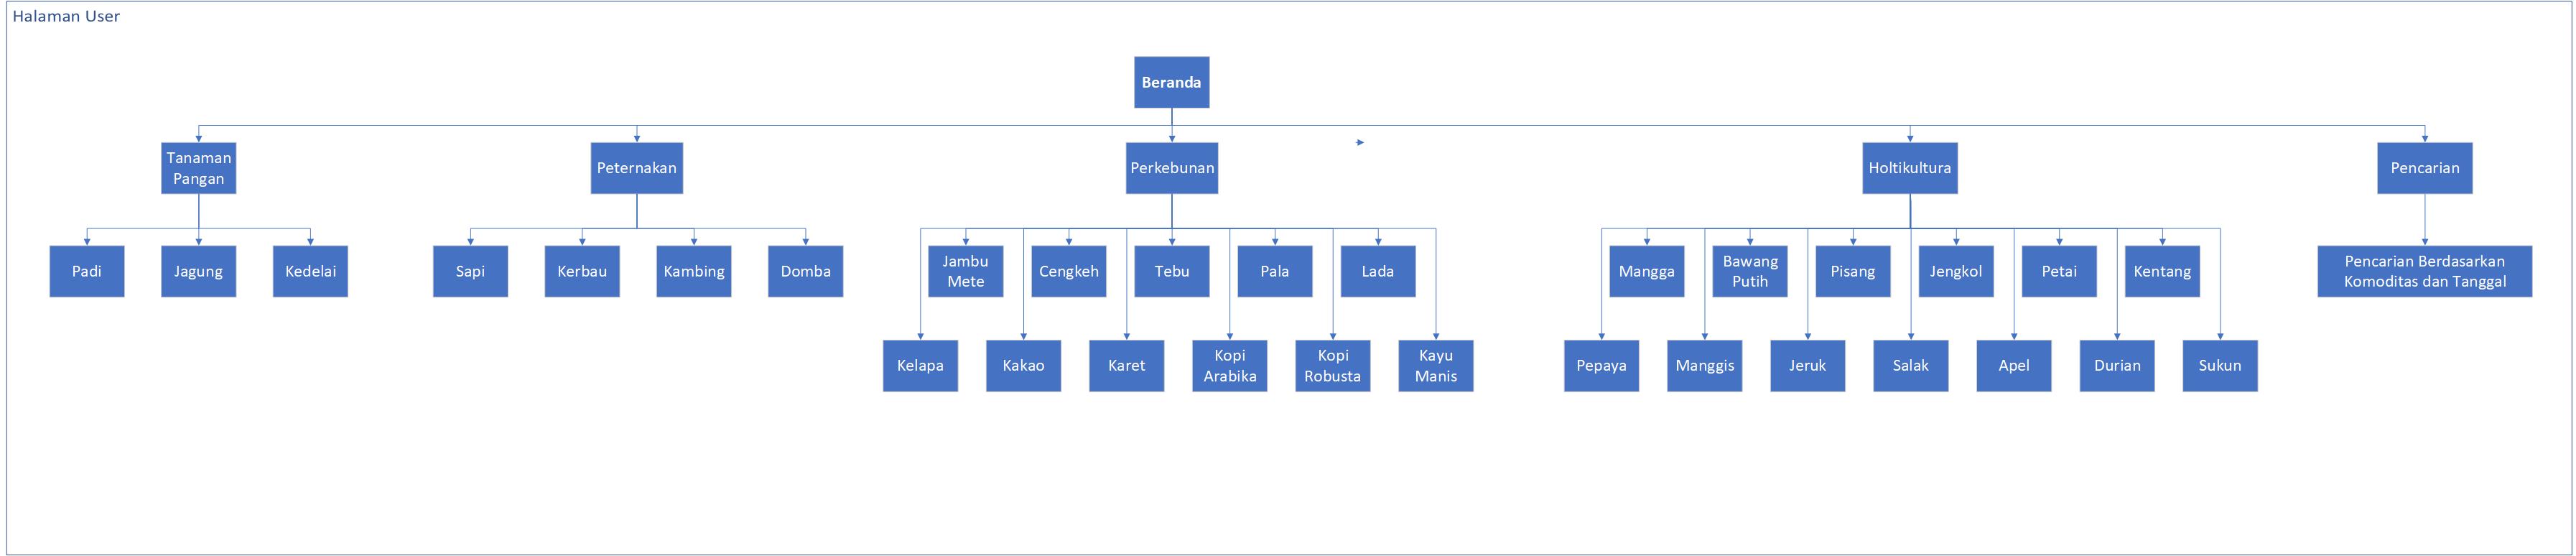 Halaman User
Beranda
Tanaman
Pangan
Peternakan
Perkebunan
Holtikultura
Pencarian
Padi
Jagung
Kedelai
Sapi
Kerbau
Kambing
Domba
Jambu
Mete
Cengkeh
Tebu
Pala
Lada
Mangga
Bawang
Putih
Pisang
Jengkol
Petai
Kentang
Pencarian Berdasarkan
Komoditas dan Tanggal
Kelapa
Kakao
Karet
Kopi
Arabika
Kopi
Robusta
Kayu
Manis
Pepaya
Manggis
Jeruk
Salak
Apel
Durian
Sukun